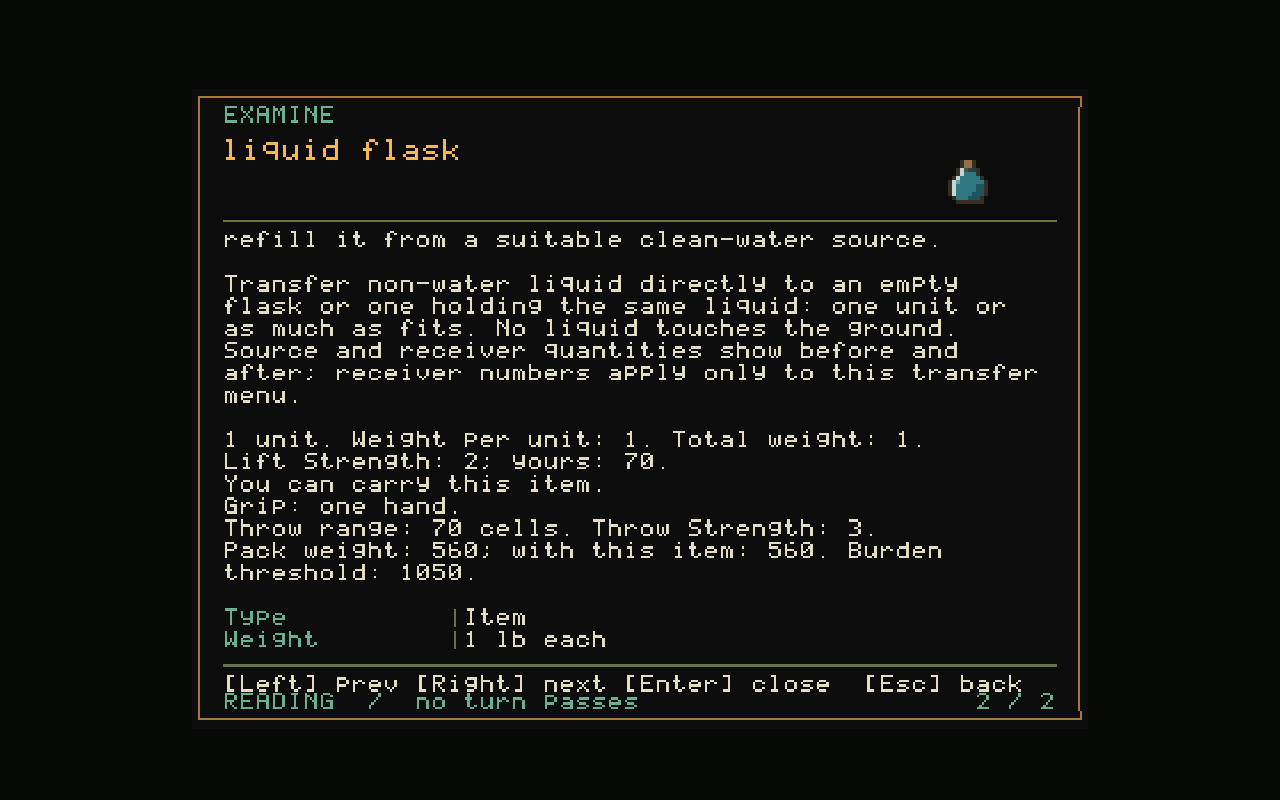 EXAMINE
liquid flask
refill it from a suitable clean-water source.
Transfer non-water liquid directly to an empty
flask or one holding the same liquid: one unit or
as much as fits. No liquid touches the ground.
Source and receiver quantities show before and
after; receiver numbers apply only to this transfer
menu.
1 unit. Weight per unit: 1. Total weight: 1.
Lift Strength: 2; yours: 70.
You can carry this item.
Grip: one hand.
Throw range: 70 cells. Throw Strength: 3.
Pack weight: 560; with this item: 560. Burden
threshold: 1050.
Type |Item
Weight |1 lb each
[Left] prev [Right] next [Enter] close [Esc] back
READING / no turn passes 2 / 2